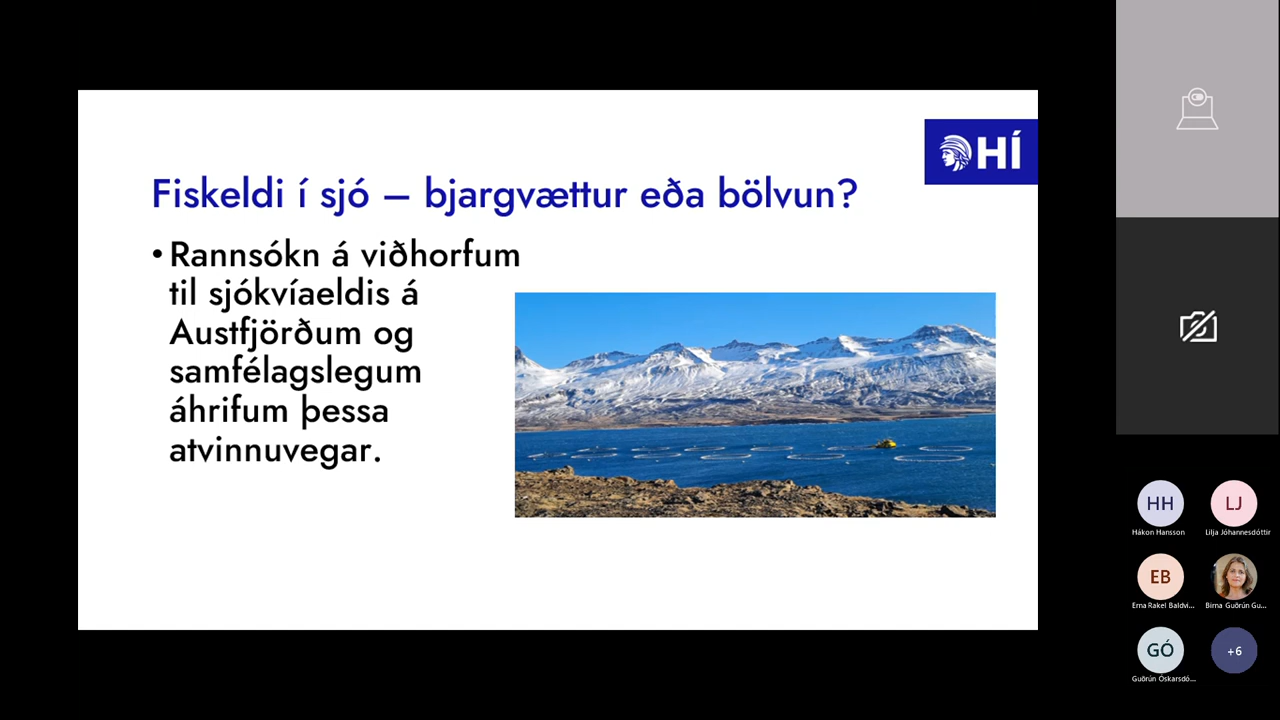 HÍ
Fiskeldi í sjó – bjargvættur eða bölvun?
• Rannsókn á viðhorfum
til sjókvíaeldis á
Austfjörðum og
samfélagslegum
áhrifum þessa
atvinnuvegar.
HH
LJ
Hákon Hansson
Lilja Jóhannesdóttir
EB
Erna Rakel Baldvi...
Birna Guðrún Gu...
GÓ
+6
Guðrún Óskarsdó...